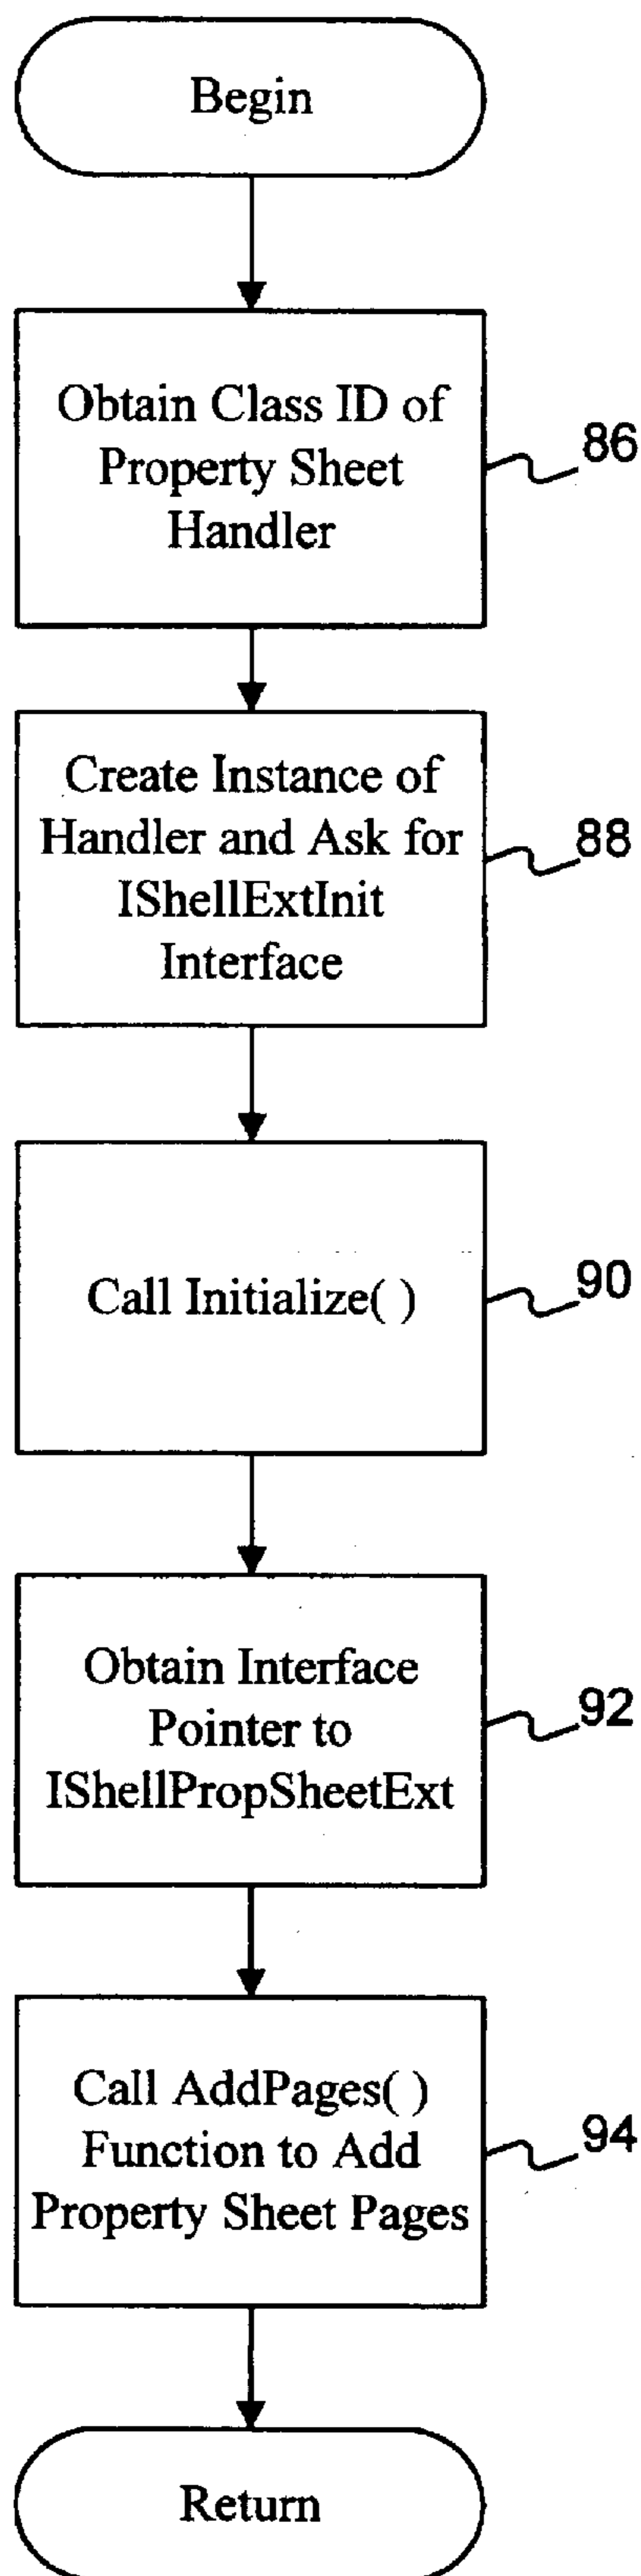 Begin
Obtain Class ID of
Property Sheet
Handler
86
Create Instance of
Handler and Ask for
IShellExtInit
Interface
88
Call Initialize( )
90
Obtain Interface
Pointer to
IShellPropSheetExt
92
Call AddPages( )
Function to Add
Property Sheet Pages
94
Return